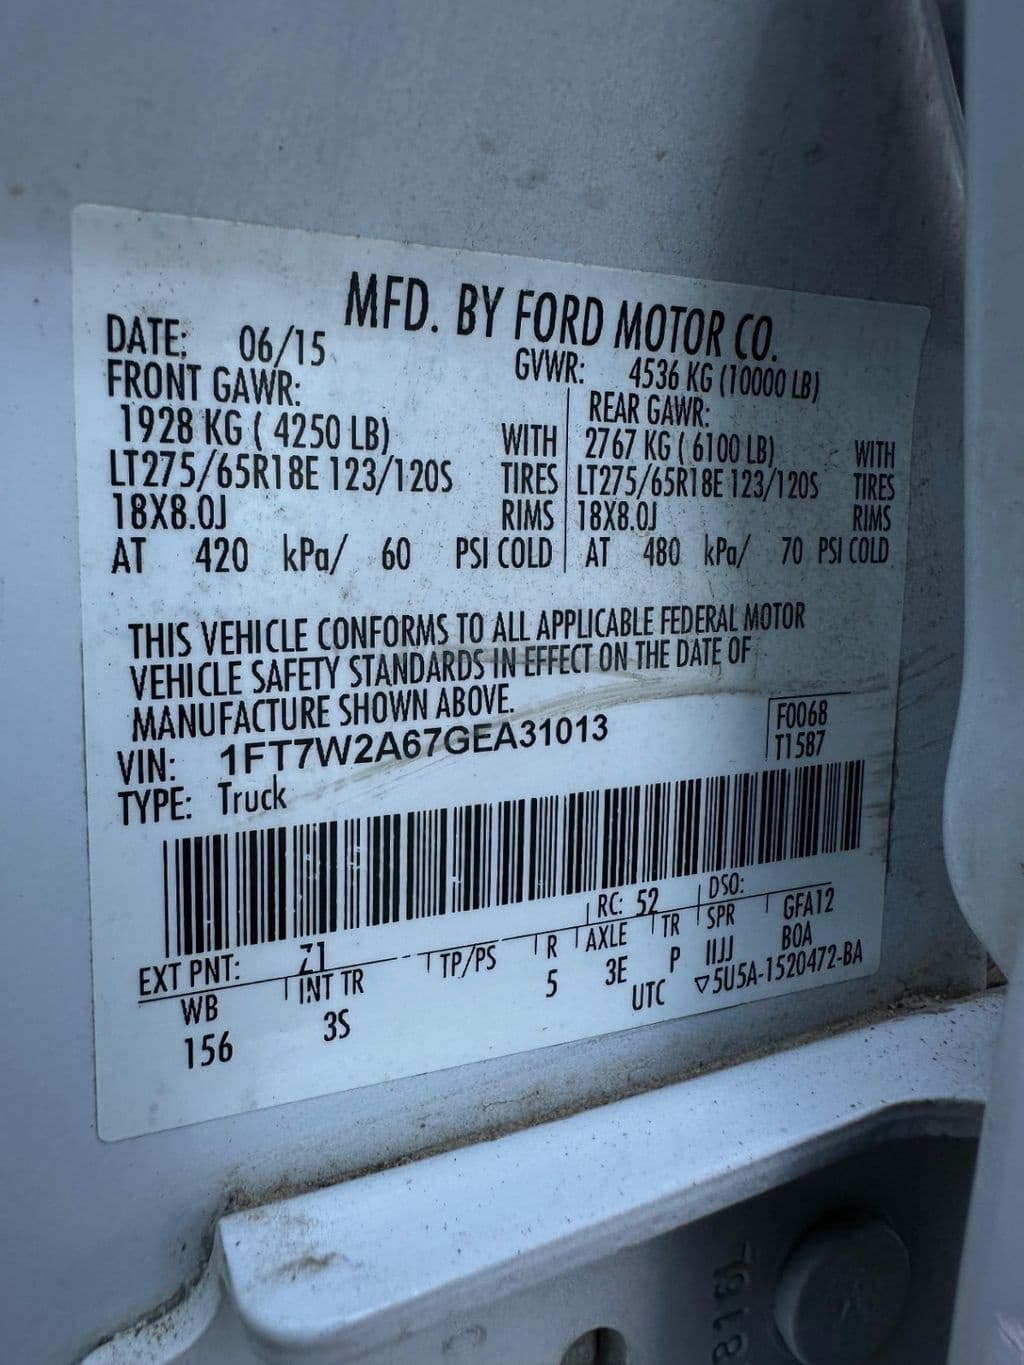 MFD. BY FORD MOTOR CO.
DATE: 06/15 GVWR: 4536 KG (10000 LB)
FRONT GAWR: REAR GAWR:
1928 KG ( 4250 LB) WITH 2767 KG ( 6100 LB) WITH
LT275/65R18E 123/120S TIRES LT275/65R18E 123/120S TIRES
18X8.0J RIMS 18X8.0J RIMS
AT 420 kPa/ 60 PSI COLD AT 480 kPa/ 70 PSI COLD
THIS VEHICLE CONFORMS TO ALL APPLICABLE FEDERAL MOTOR
VEHICLE SAFETY STANDARDS IN EFFECT ON THE DATE OF
MANUFACTURE SHOWN ABOVE.
VIN: 1FT7W2A67GEA31013 F0068
TYPE: Truck T1587
EXT PNT: Z1 RC: 52 DSO:
WB INT TR TP/PS R AXLE TR SPR GFA12
156 3S 5 3E P IIJJ BOA
UTC ▽5U5A-1520472-BA